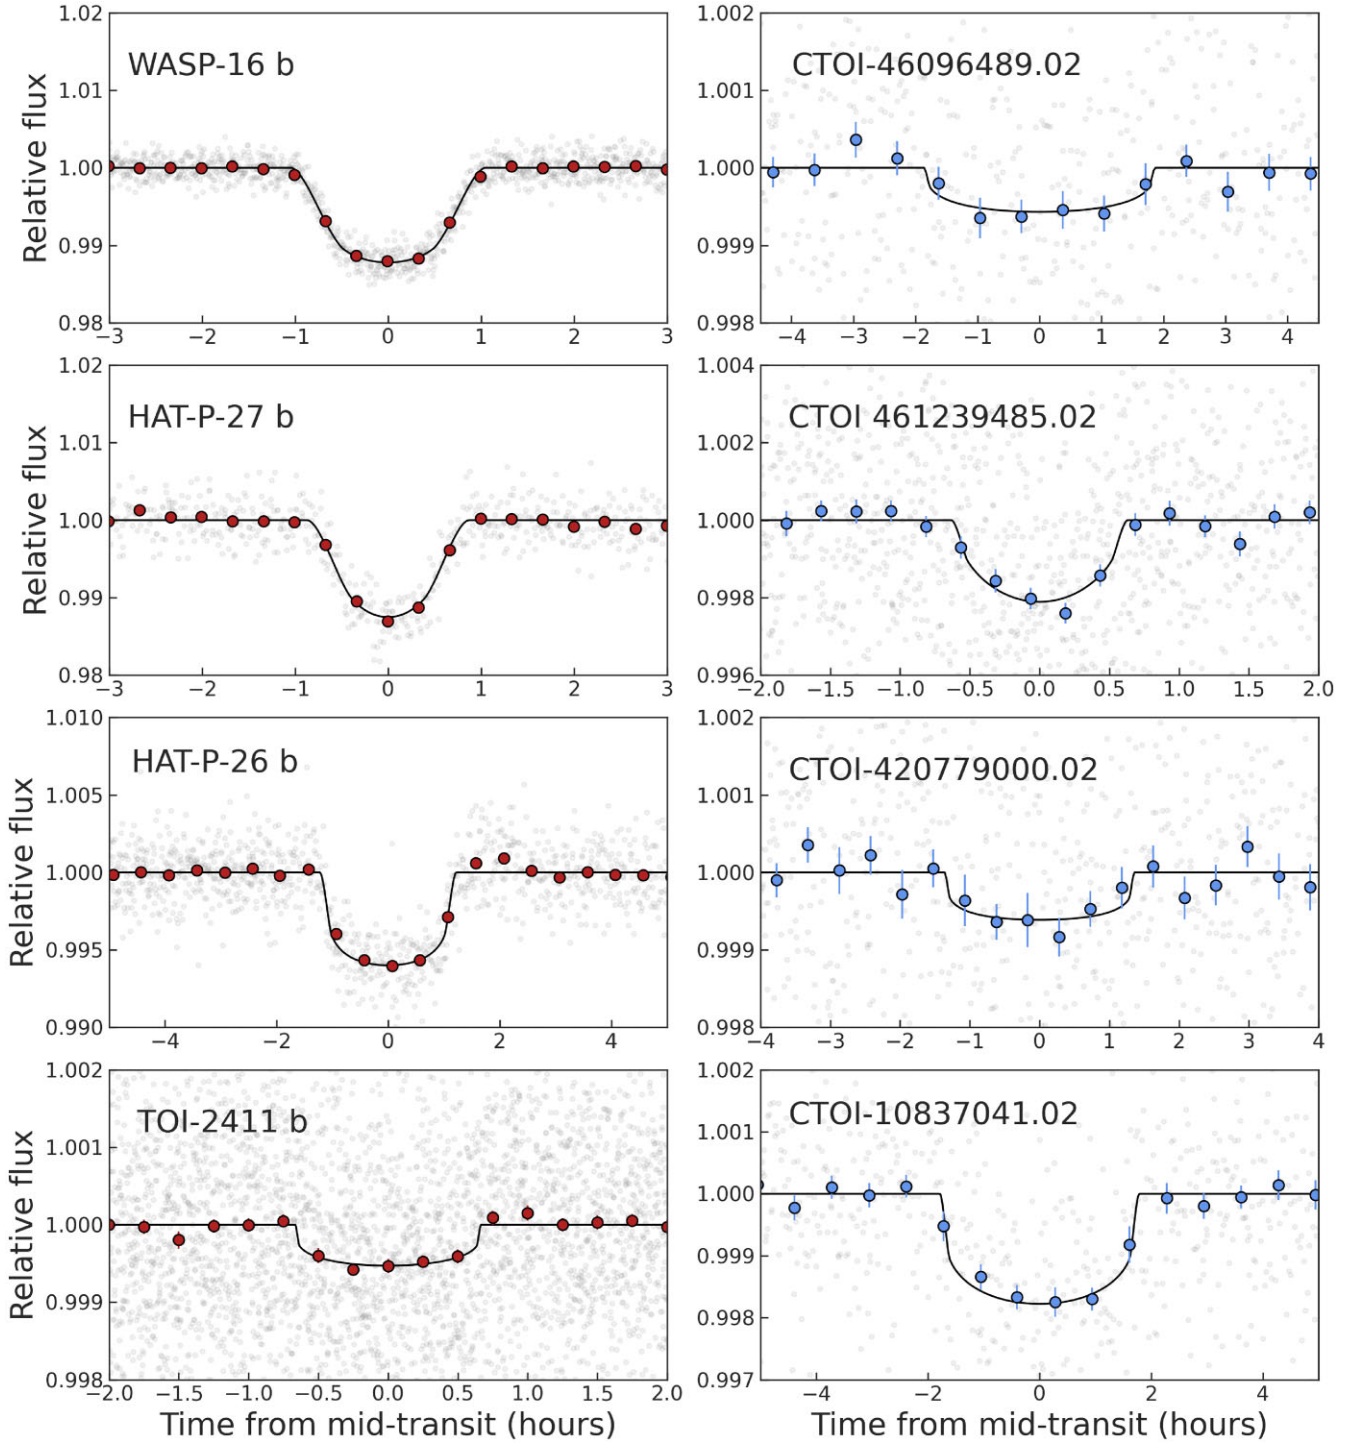 Relative flux
1.02
1.01
1.00
0.99
0.98
WASP-16 b
−3 −2 −1 0 1 2 3
1.002
1.001
1.000
0.999
0.998
CTOI-46096489.02
−4 −3 −2 −1 0 1 2 3 4
Relative flux
1.02
1.01
1.00
0.99
0.98
HAT-P-27 b
−3 −2 −1 0 1 2 3
1.004
1.002
1.000
0.998
0.996
CTOI 461239485.02
−2.0 −1.5 −1.0 −0.5 0.0 0.5 1.0 1.5 2.0
Relative flux
1.010
1.005
1.000
0.995
0.990
HAT-P-26 b
−4 −2 0 2 4
1.002
1.001
1.000
0.999
0.998
CTOI-420779000.02
−4 −3 −2 −1 0 1 2 3 4
Relative flux
1.002
1.001
1.000
0.999
0.998
TOI-2411 b
−2.0 −1.5 −1.0 −0.5 0.0 0.5 1.0 1.5 2.0
Time from mid-transit (hours)
1.002
1.001
1.000
0.999
0.998
0.997
CTOI-10837041.02
−4 −2 0 2 4
Time from mid-transit (hours)